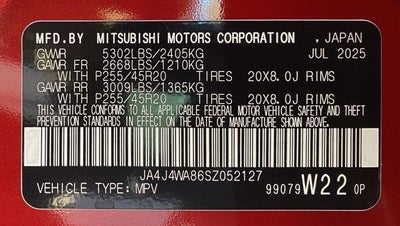 MFD.BY MITSUBISHI MOTORS CORPORATION, JAPAN
GVWR 5302LBS/2405KG JUL 2025
GAWR FR 2668LBS/1210KG
WITH P255/45R20 TIRES 20X8.0J RIMS
GAWR RR 3009LBS/1365KG
WITH P255/45R20 TIRES 20X8.0J RIMS
THIS VEHICLE CONFORMS TO ALL APPLICABLE FEDERAL MOTOR VEHICLE SAFETY AND THEFT
PREVENTION STANDARDS IN EFFECT ON THE DATE OF MANUFACTURE SHOWN ABOVE.
JA4J4WA86SZ052127
VEHICLE TYPE: MPV 99079 W22 0P